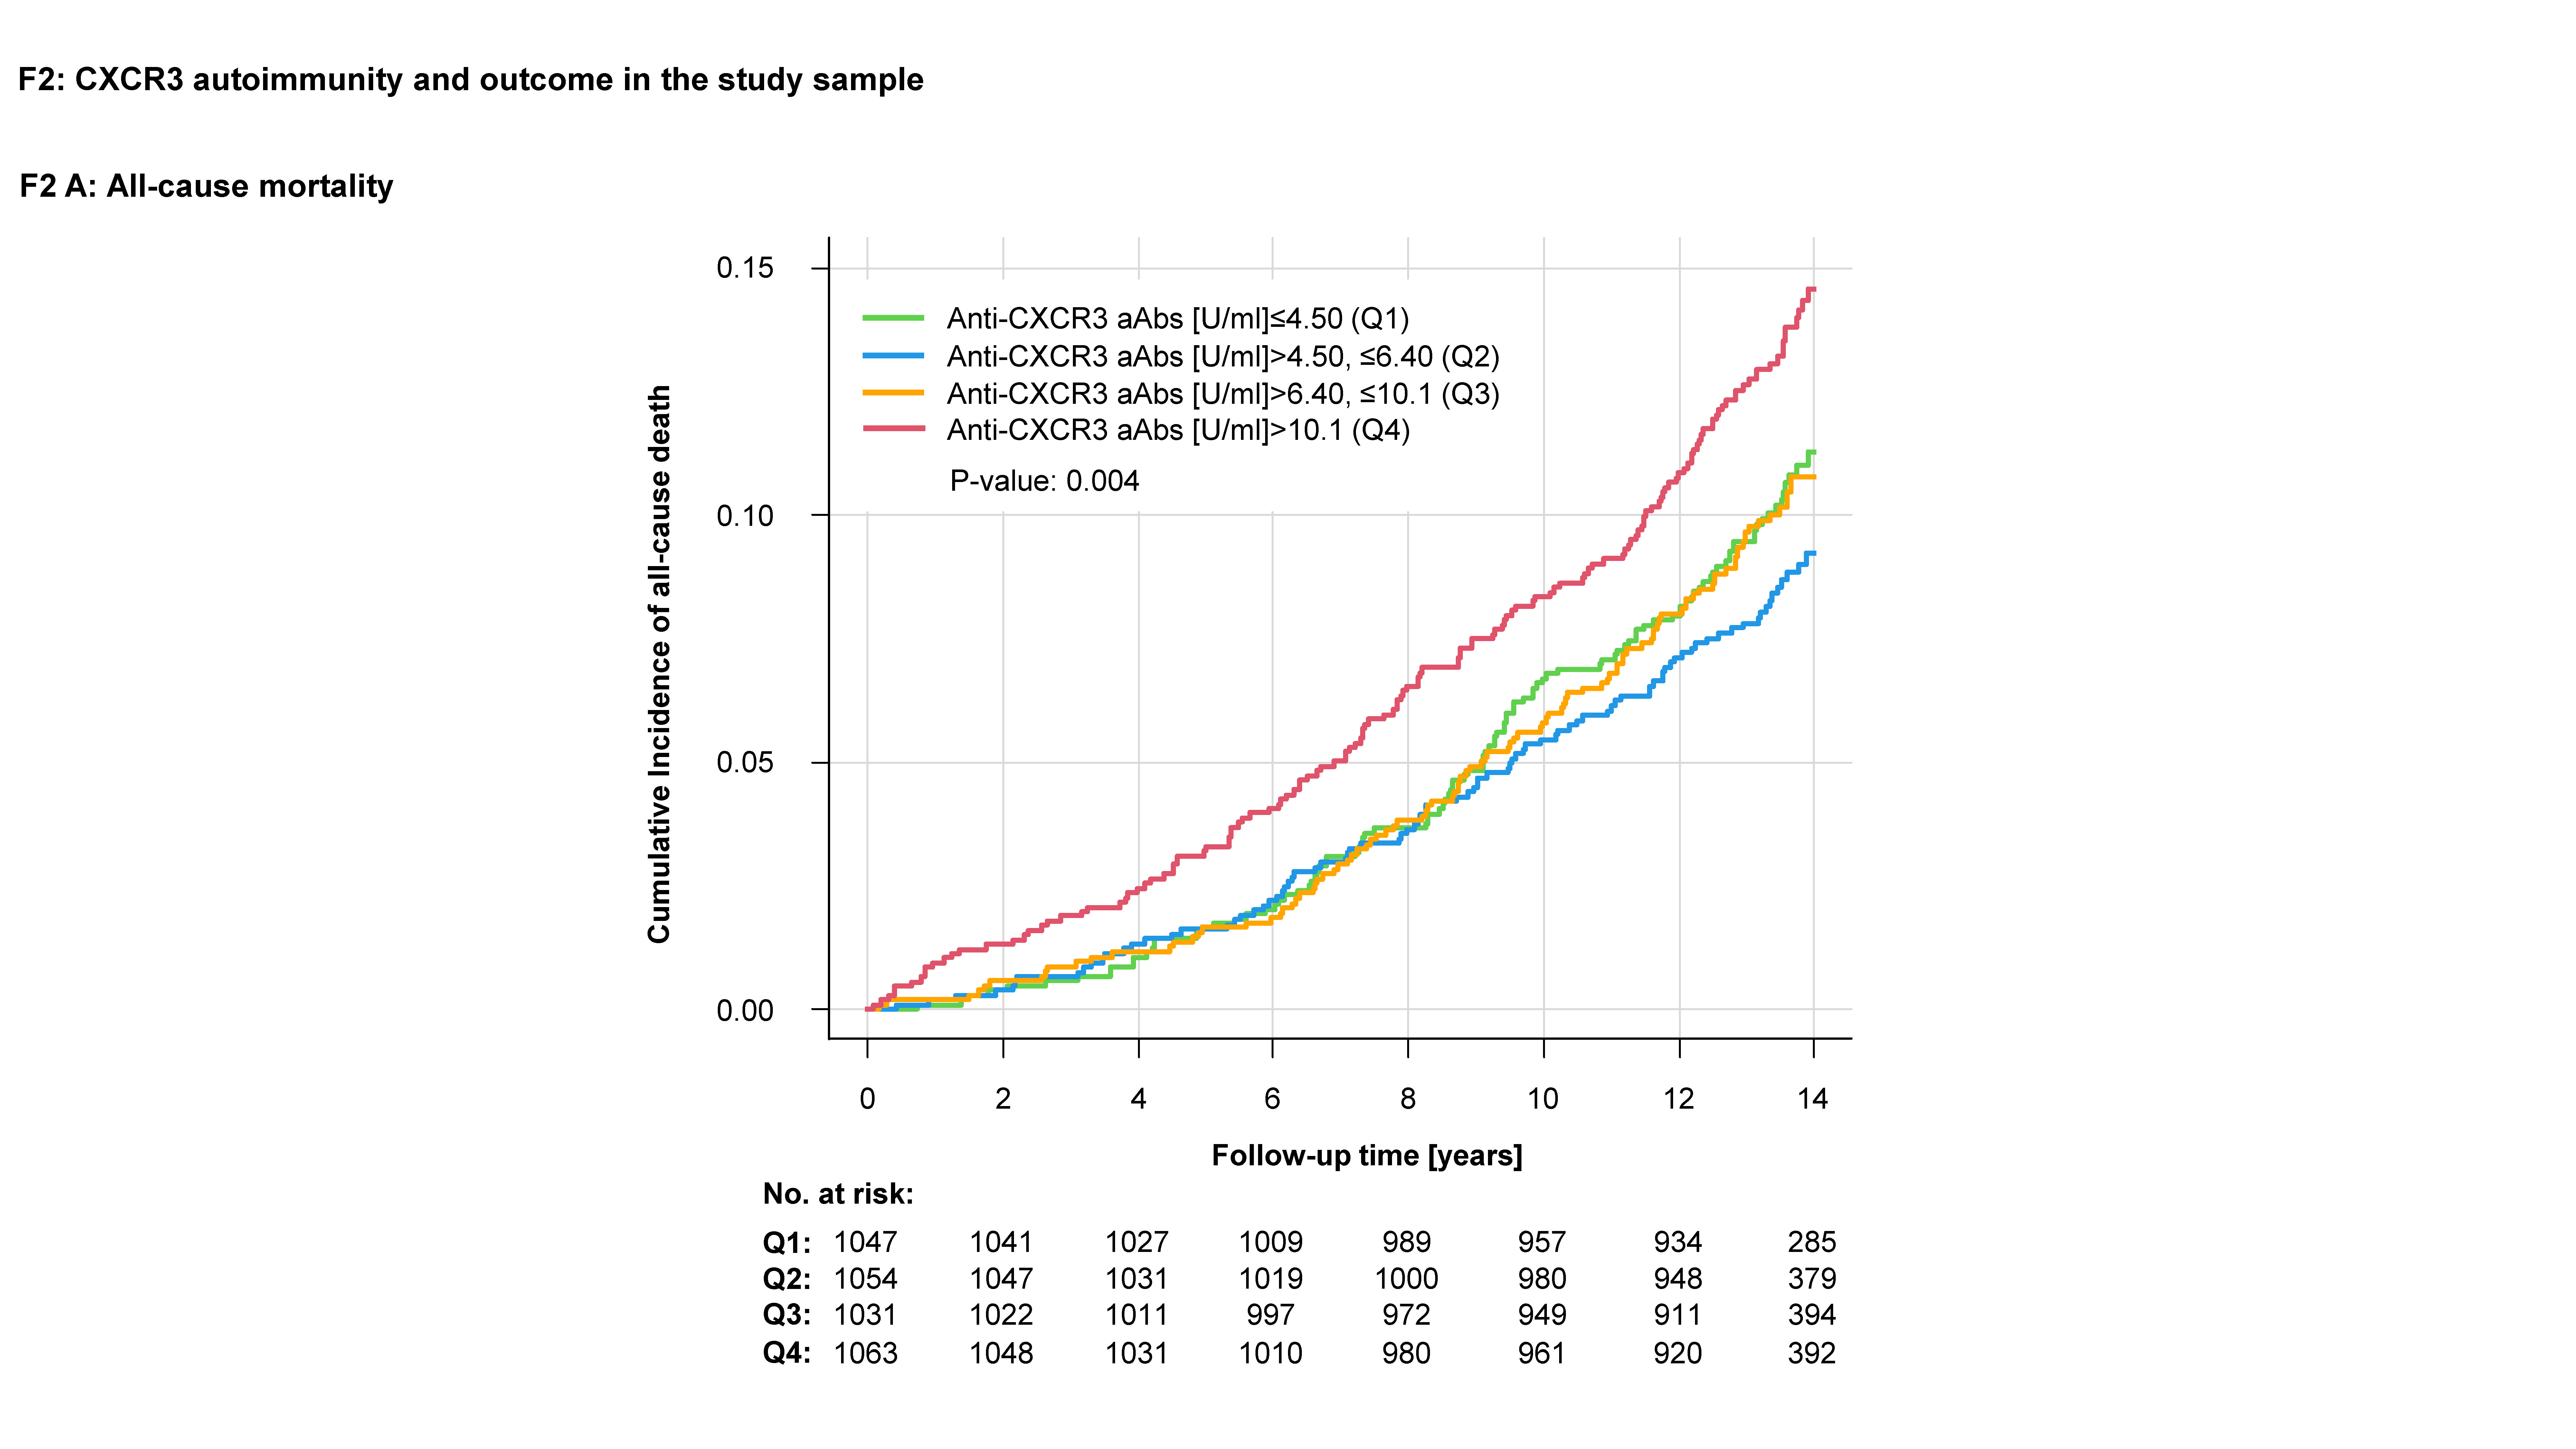 F2: CXCR3 autoimmunity and outcome in the study sample
F2 A: All-cause mortality
Cumulative Incidence of all-cause death
0.15
0.10
0.05
0.00
Anti-CXCR3 aAbs [U/ml]≤4.50 (Q1)
Anti-CXCR3 aAbs [U/ml]>4.50, ≤6.40 (Q2)
Anti-CXCR3 aAbs [U/ml]>6.40, ≤10.1 (Q3)
Anti-CXCR3 aAbs [U/ml]>10.1 (Q4)
P-value: 0.004
0 2 4 6 8 10 12 14
Follow-up time [years]
No. at risk:
Q1: 1047 1041 1027 1009 989 957 934 285
Q2: 1054 1047 1031 1019 1000 980 948 379
Q3: 1031 1022 1011 997 972 949 911 394
Q4: 1063 1048 1031 1010 980 961 920 392